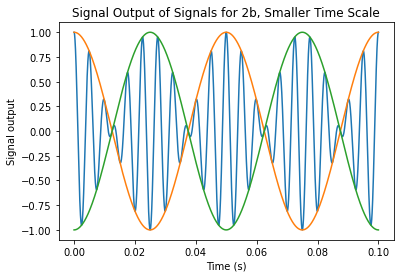 Signal Output of Signals for 2b, Smaller Time Scale
1.00
0.75
0.50
0.25
0.00
−0.25
−0.50
−0.75
−1.00
Signal output
0.00 0.02 0.04 0.06 0.08 0.10
Time (s)